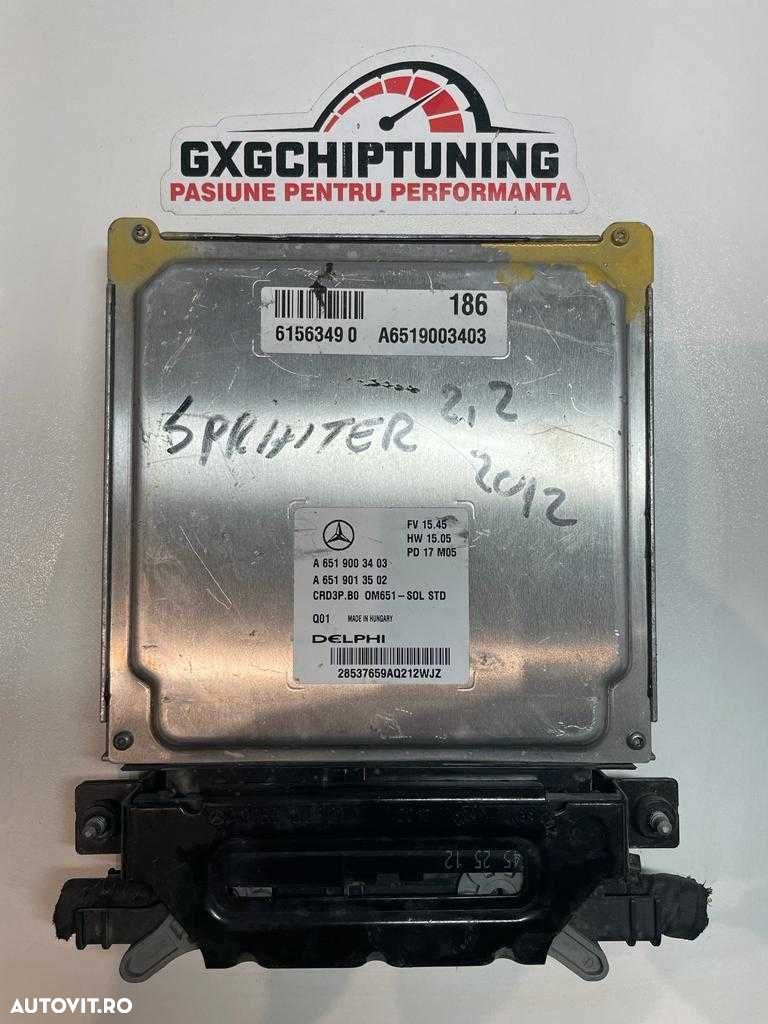 GXGCHIPTUNING
PASIUNE PENTRU PERFORMANTA
186
6156349 0 A6519003403
SPRINTER 2,2
2012
FV 15.45
HW 15.05
PD 17 M05
A 651 900 34 03
A 651 901 35 02
CRD3P.B0 OM651-SOL STD
Q01 MADE IN HUNGARY
DELPHI
28537659AQ212WJZ
45 25 12
AUTOVIT.RO